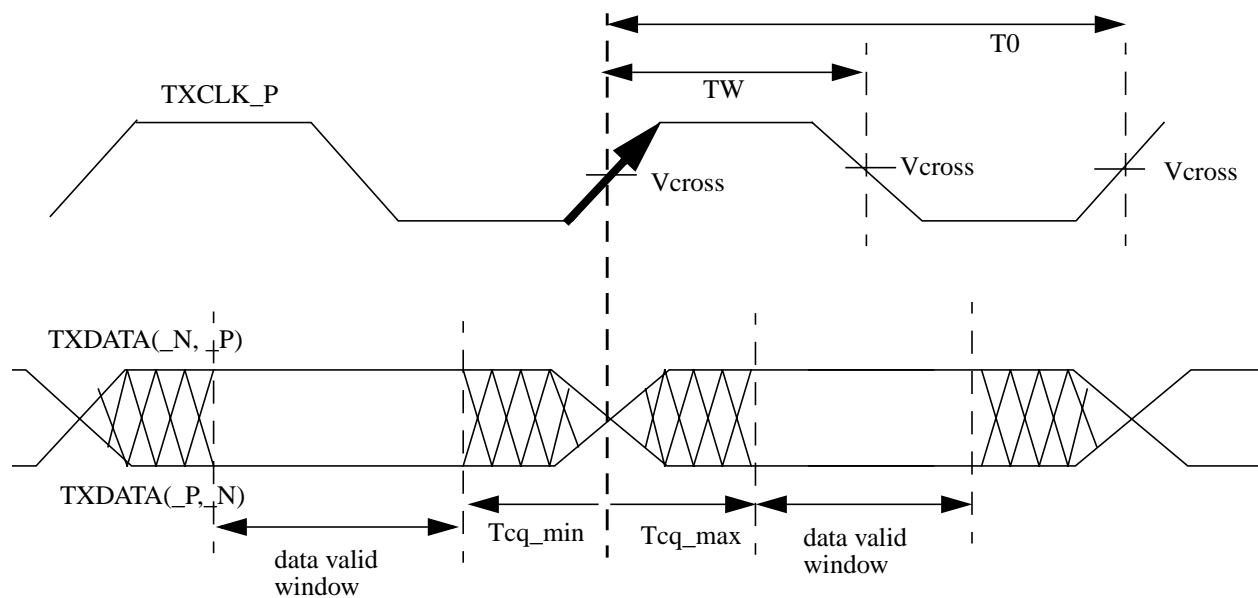 T0
TW
TXCLK_P
Vcross
Vcross
Vcross
TXDATA(_N, _P)
TXDATA(_P,_N)
Tcq_min
Tcq_max
data valid
window
data valid
window